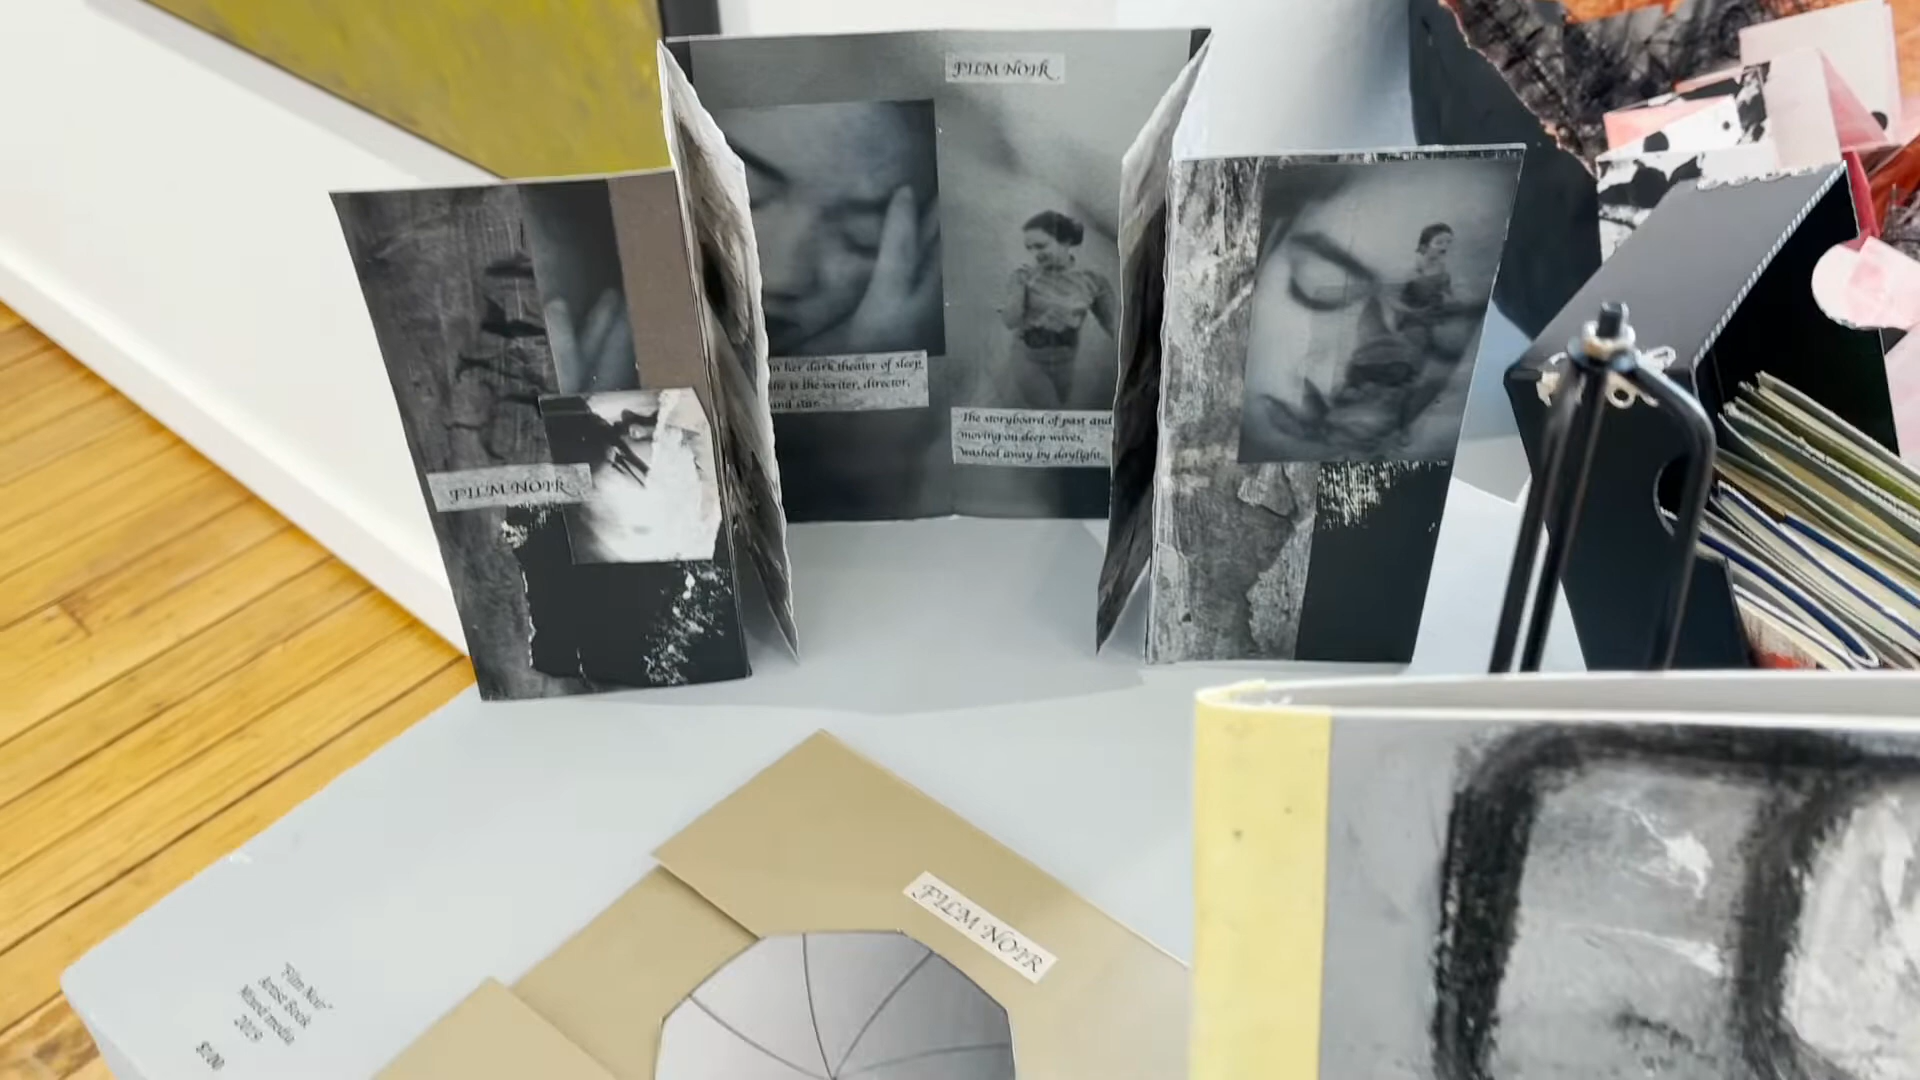 FILM NOIR
In her dark theater of sleep
she is the writer, director,
and star.
The storyboard of past and
moving on sleep waves,
washed away by daylight.
FILM NOIR
FILM NOIR
"Film Noir"
Artist Book
Mixed media
2019